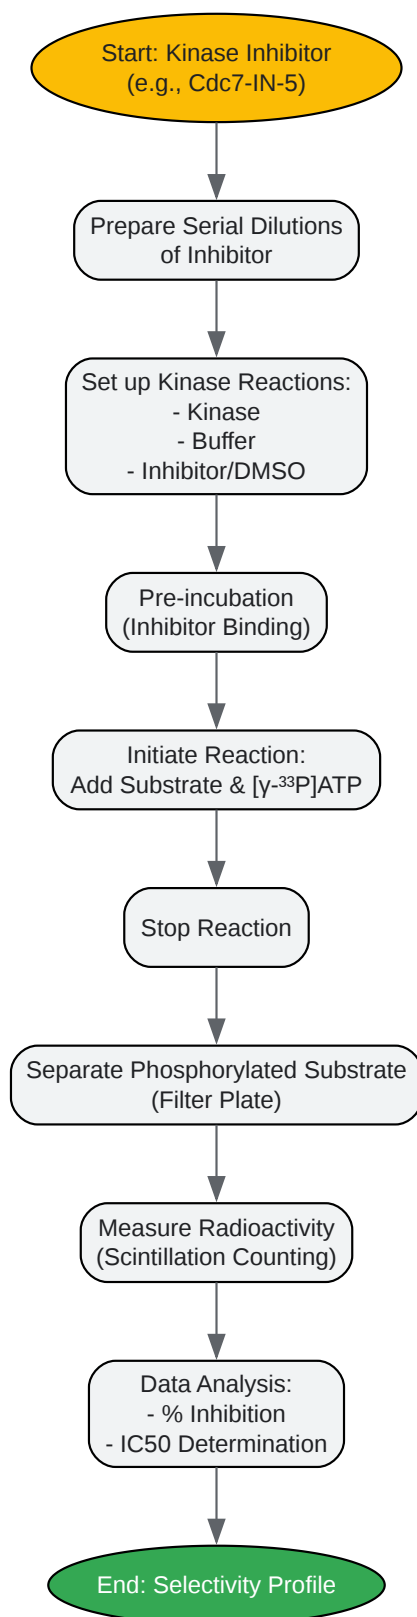 Start: Kinase Inhibitor
(e.g., Cdc7-IN-5)
Prepare Serial Dilutions
of Inhibitor
Set up Kinase Reactions:
- Kinase
- Buffer
- Inhibitor/DMSO
Pre-incubation
(Inhibitor Binding)
Initiate Reaction:
Add Substrate & [γ-³³P]ATP
Stop Reaction
Separate Phosphorylated Substrate
(Filter Plate)
Measure Radioactivity
(Scintillation Counting)
Data Analysis:
- % Inhibition
- IC50 Determination
End: Selectivity Profile